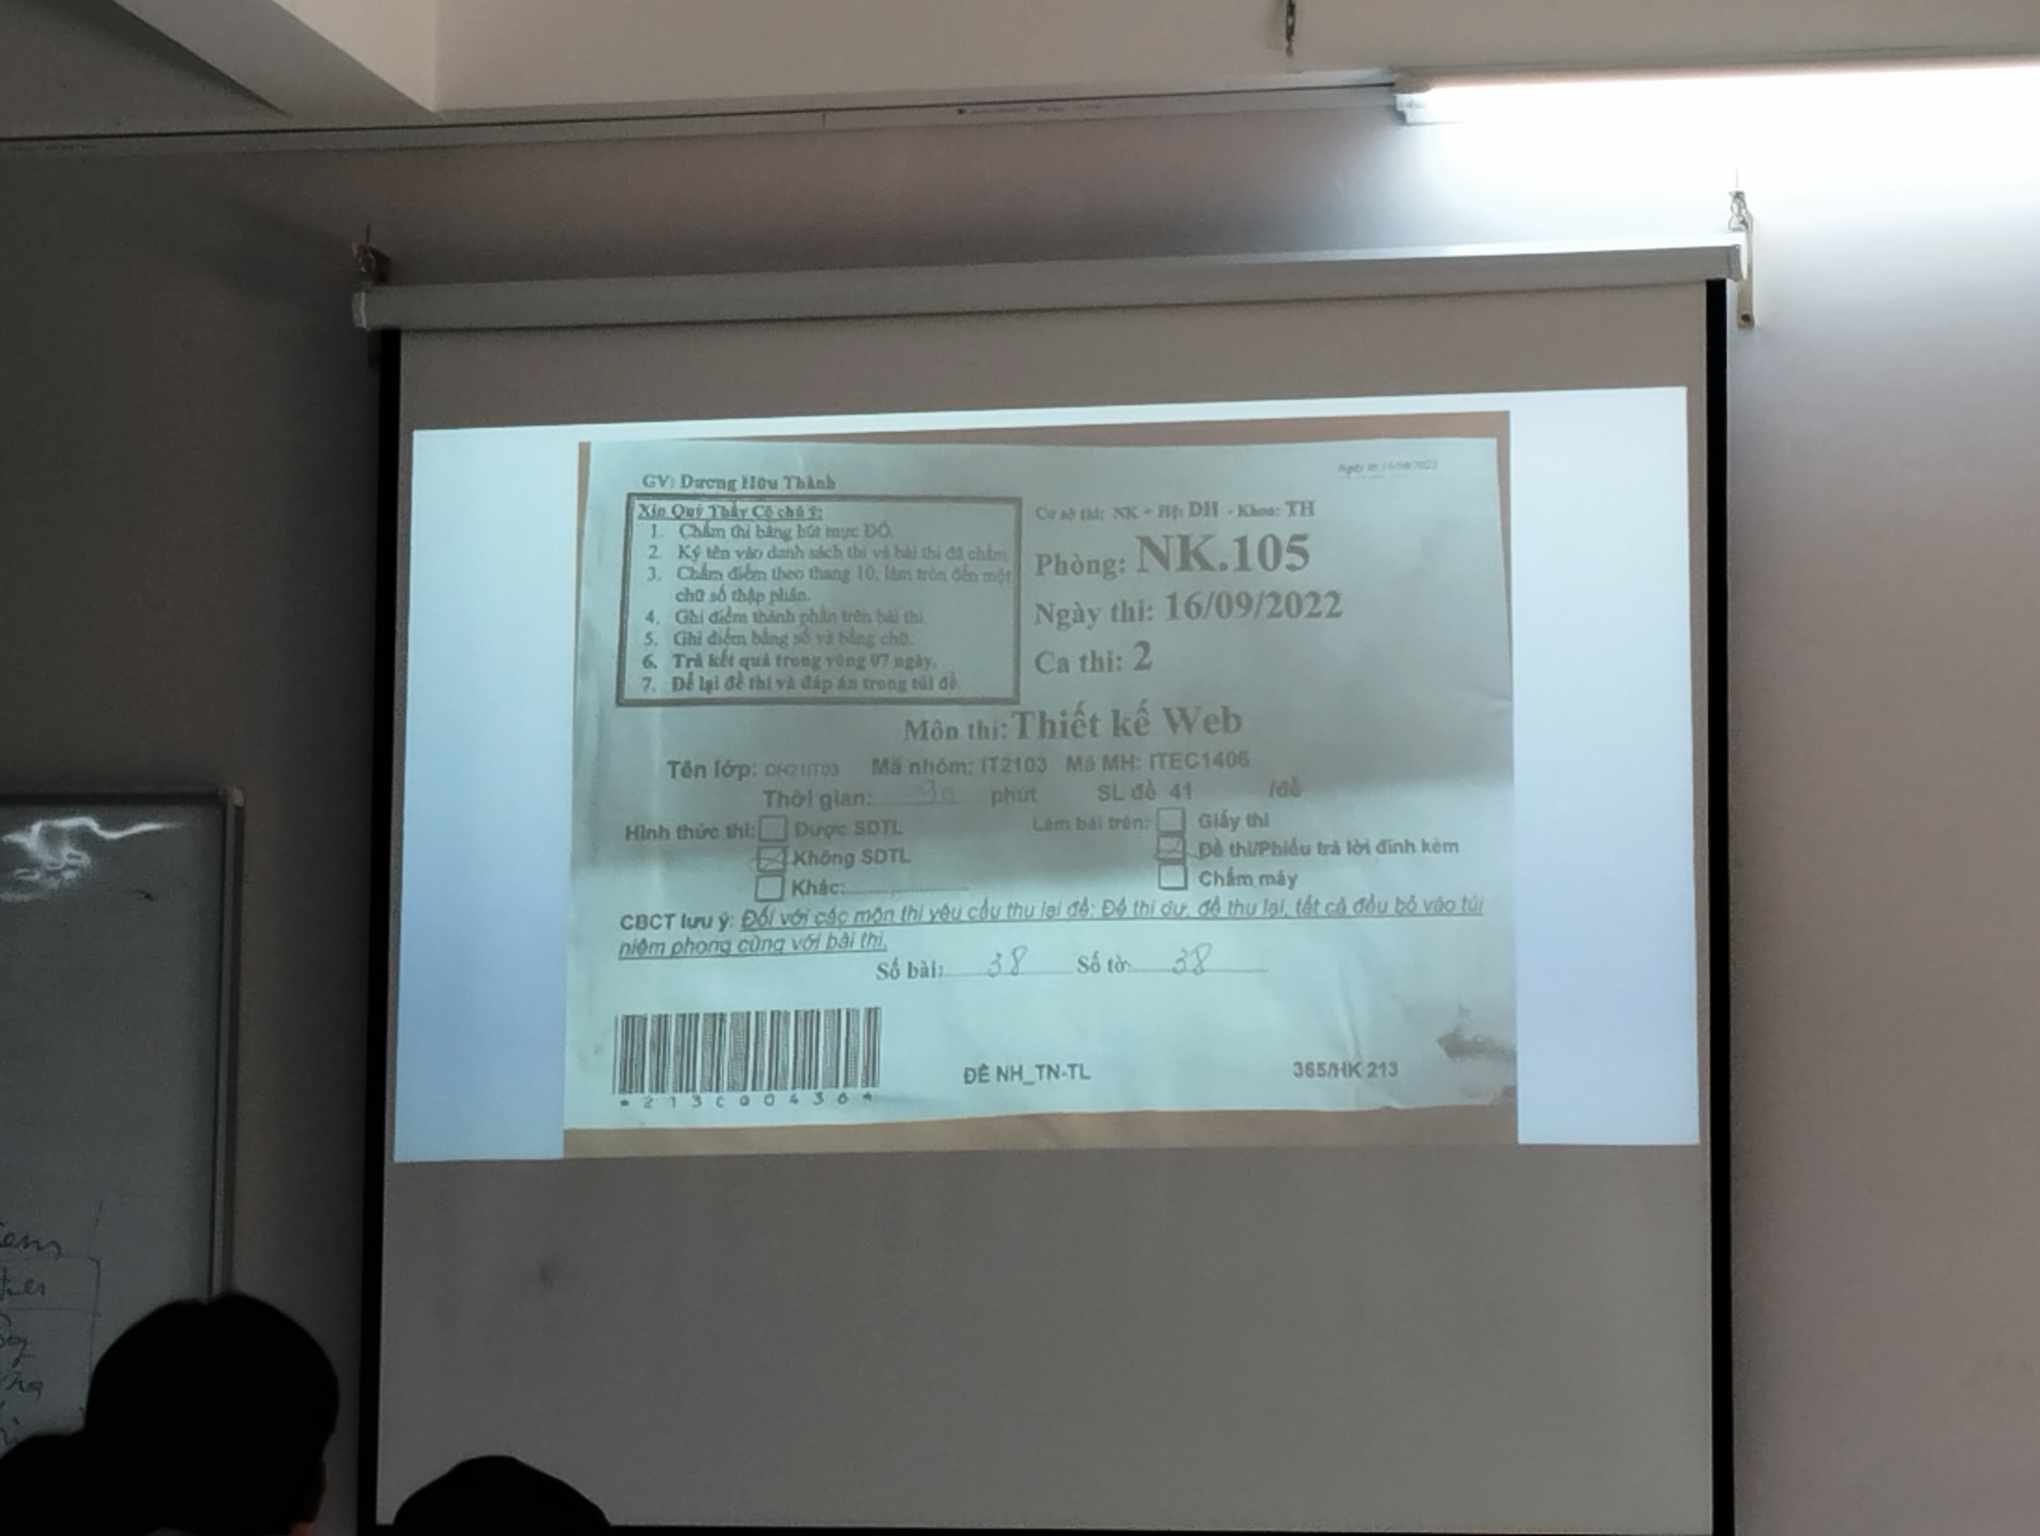 Ngày in 15/09/2022
GV: Dương Hữu Thành
Xin Quý Thầy Cô chú ý:
1. Chấm thi bằng bút mực ĐỎ.
2. Ký tên vào danh sách thi và bài thi đã chấm.
3. Chấm điểm theo thang 10, làm tròn đến một
chữ số thập phân.
4. Ghi điểm thành phần trên bài thi.
5. Ghi điểm bằng số và bằng chữ.
6. Trả kết quả trong vòng 07 ngày.
7. Để lại đề thi và đáp án trong túi đề.
Cơ sở thi: NK - Hệ: DH - Khoa: TH
Phòng: NK.105
Ngày thi: 16/09/2022
Ca thi: 2
Môn thi: Thiết kế Web
Tên lớp: DH21IT03 Mã nhóm: IT2103 Mã MH: ITEC1406
Thời gian: 90 phút SL đề 41 /đề
Hình thức thi: Được SDTL Làm bài trên: Giấy thi
Không SDTL Đề thi/Phiếu trả lời đính kèm
Khác: Chấm máy
CBCT lưu ý: Đối với các môn thi yêu cầu thu lại đề: Đề thi dư, đề thu lại, tất cả đều bỏ vào túi
niêm phong cùng với bài thi.
Số bài: 38 Số tờ: 38
*213C00436*
ĐỀ NH_TN-TL
365/HK 213